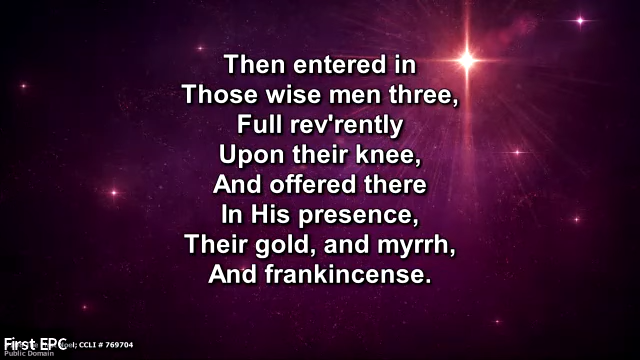 Then entered in
Those wise men three,
Full rev'rently
Upon their knee,
And offered there
In His presence,
Their gold, and myrrh,
And frankincense.
First EPC
Noel; CCLI # 769704
Public Domain